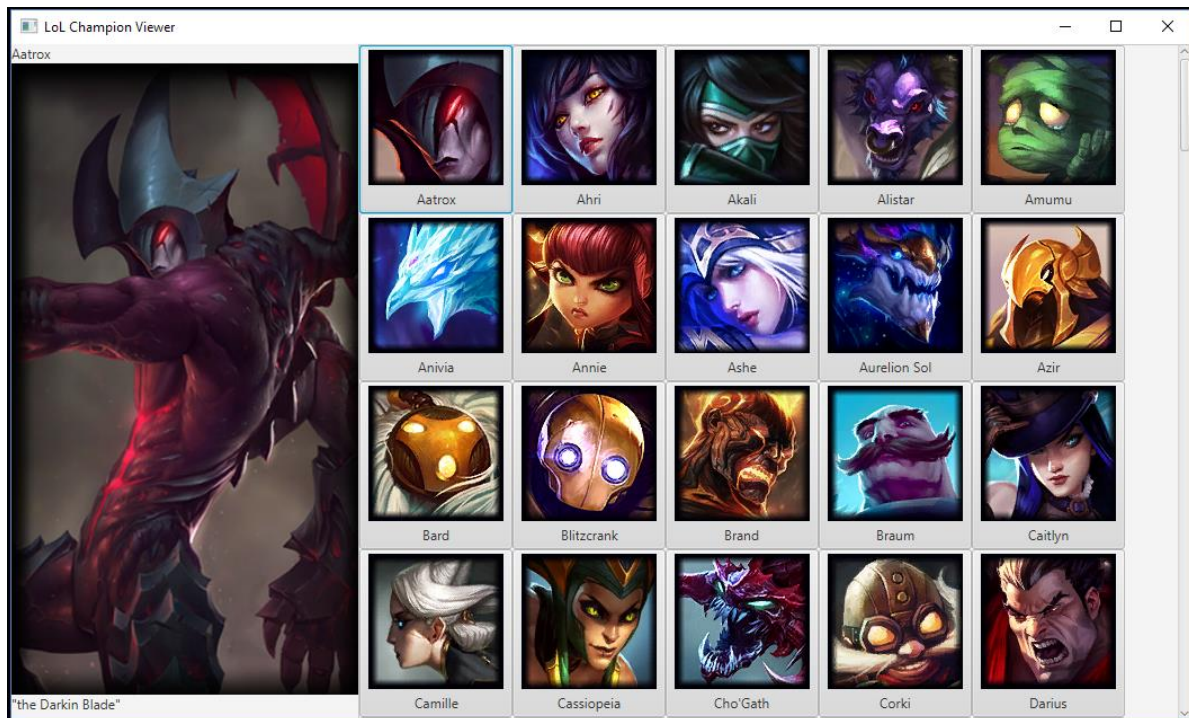 LoL Champion Viewer
Aatrox
"the Darkin Blade"
Aatrox
Ahri
Akali
Alistar
Amumu
Anivia
Annie
Ashe
Aurelion Sol
Azir
Bard
Blitzcrank
Brand
Braum
Caitlyn
Camille
Cassiopeia
Cho'Gath
Corki
Darius